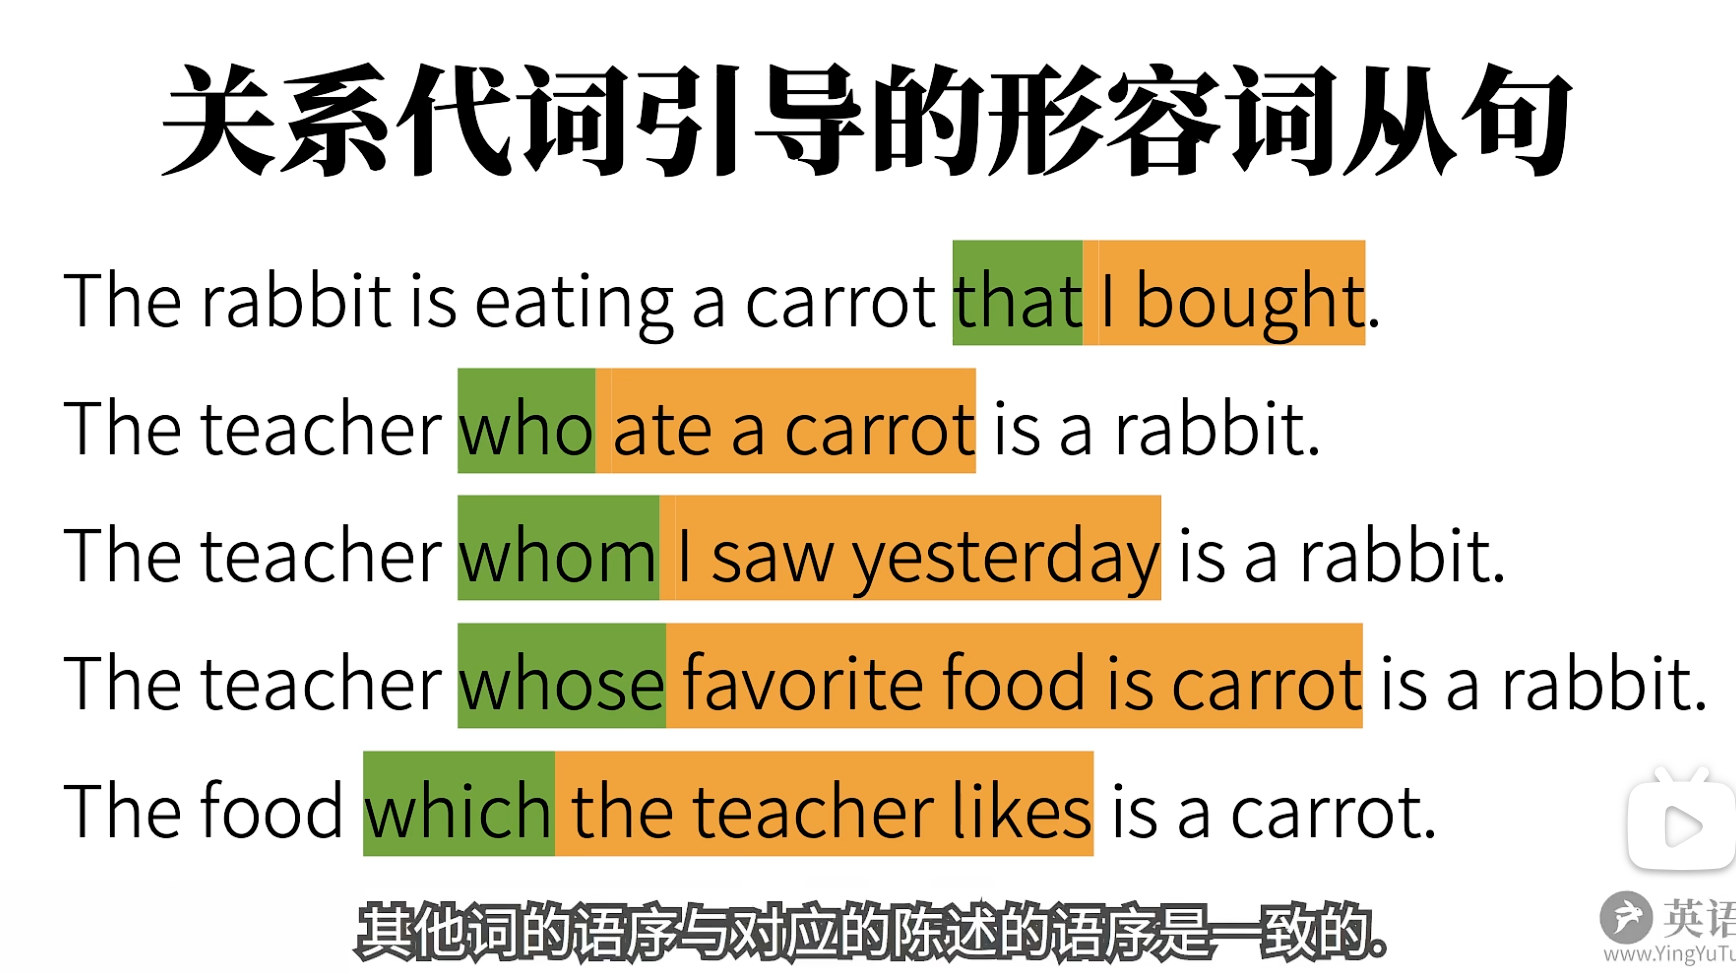 关系代词引导的形容词从句
The rabbit is eating a carrot that I bought.
The teacher who ate a carrot is a rabbit.
The teacher whom I saw yesterday is a rabbit.
The teacher whose favorite food is carrot is a rabbit.
The food which the teacher likes is a carrot.
其他词的语序与对应的陈述的语序是一致的.
英语
www.YingYuTu